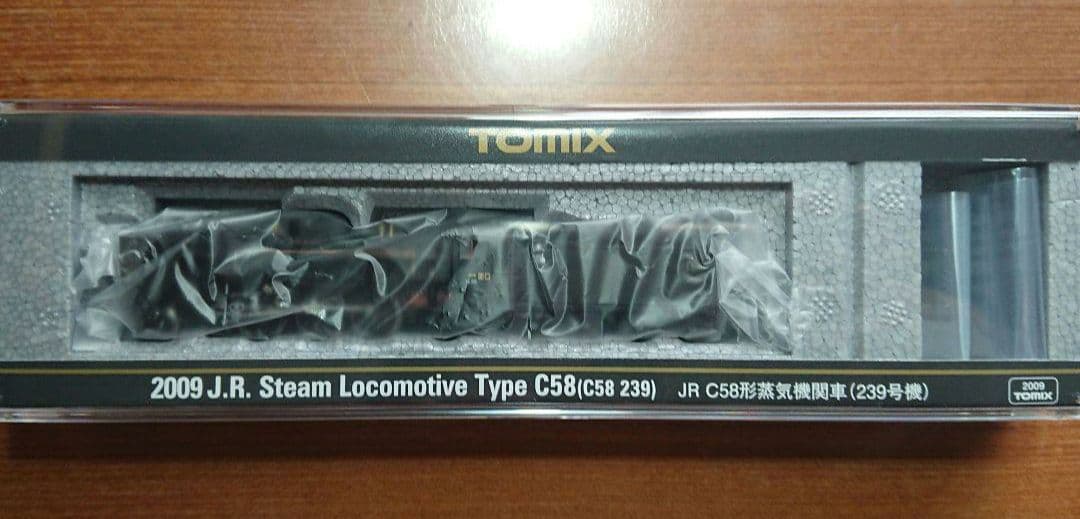 TOMIX
2009 J.R. Steam Locomotive Type C58(C58 239) JR C58形蒸気機関車(239号機)
2009
TOMIX